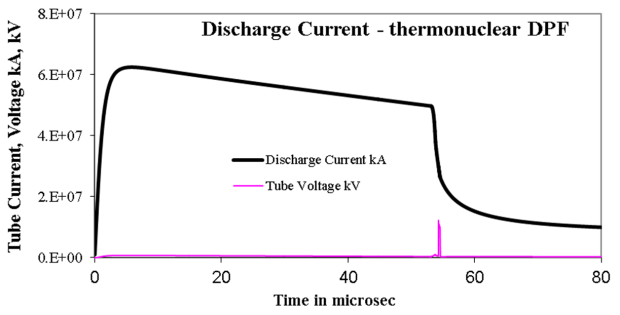 Discharge Current - thermonuclear DPF
Tube Current, Voltage kA, kV
8.E+07
6.E+07
4.E+07
2.E+07
0.E+00
Discharge Current kA
Tube Voltage kV
0
20
40
60
80
Time in microsec